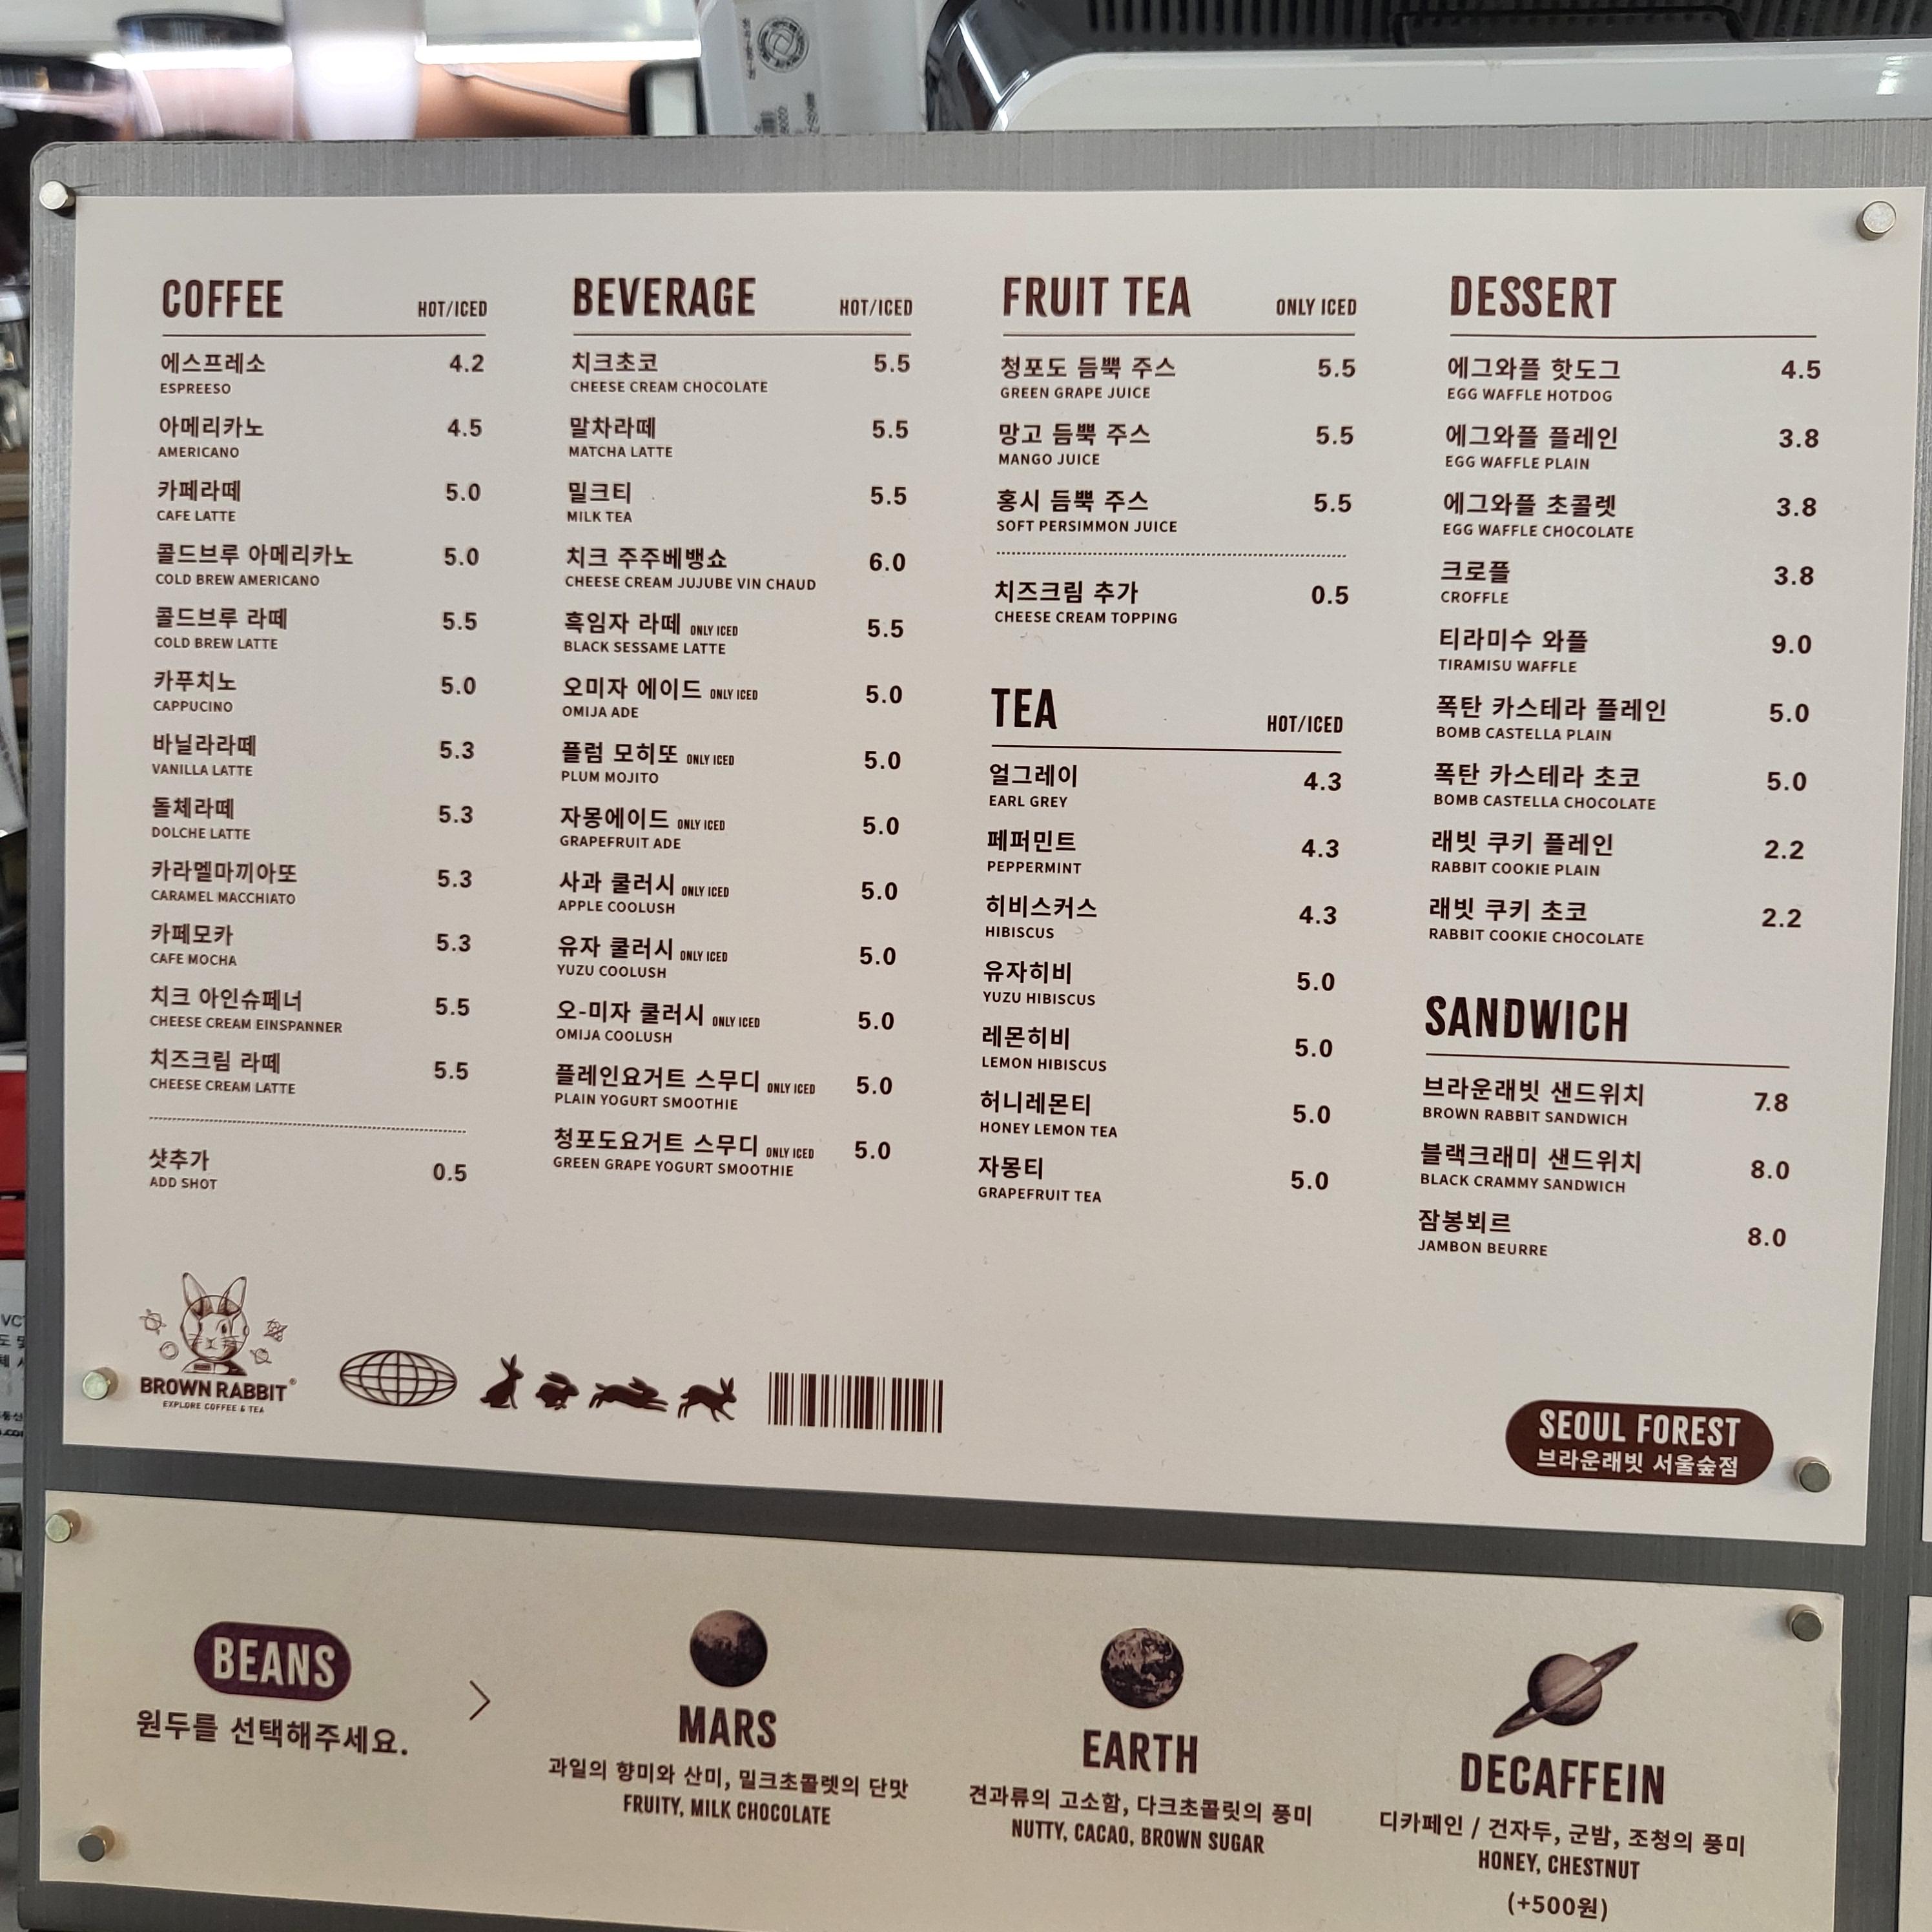 COFFEE HOT/ICED
에스프레소 4.2
ESPREESO
아메리카노 4.5
AMERICANO
카페라떼 5.0
CAFE LATTE
콜드브루 아메리카노 5.0
COLD BREW AMERICANO
콜드브루 라떼 5.5
COLD BREW LATTE
카푸치노 5.0
CAPPUCINO
바닐라라떼 5.3
VANILLA LATTE
돌체라떼 5.3
DOLCHE LATTE
카라멜마끼아또 5.3
CARAMEL MACCHIATO
카페모카 5.3
CAFE MOCHA
치크 아인슈페너 5.5
CHEESE CREAM EINSPANNER
치즈크림 라떼 5.5
CHEESE CREAM LATTE
샷추가 0.5
ADD SHOT
BEVERAGE HOT/ICED
치크초코 5.5
CHEESE CREAM CHOCOLATE
말차라떼 5.5
MATCHA LATTE
밀크티 5.5
MILK TEA
치크 주주베뱅쇼 6.0
CHEESE CREAM JUJUBE VIN CHAUD
흑임자 라떼 ONLY ICED 5.5
BLACK SESSAME LATTE
오미자 에이드 ONLY ICED 5.0
OMIJA ADE
플럼 모히또 ONLY ICED 5.0
PLUM MOJITO
자몽에이드 ONLY ICED 5.0
GRAPEFRUIT ADE
사과 쿨러시 ONLY ICED 5.0
APPLE COOLUSH
유자 쿨러시 ONLY ICED 5.0
YUZU COOLUSH
오-미자 쿨러시 ONLY ICED 5.0
OMIJA COOLUSH
플레인요거트 스무디 ONLY ICED 5.0
PLAIN YOGURT SMOOTHIE
청포도요거트 스무디 ONLY ICED 5.0
GREEN GRAPE YOGURT SMOOTHIE
FRUIT TEA ONLY ICED
청포도 듬뿍 주스 5.5
GREEN GRAPE JUICE
망고 듬뿍 주스 5.5
MANGO JUICE
홍시 듬뿍 주스 5.5
SOFT PERSIMMON JUICE
치즈크림 추가 0.5
CHEESE CREAM TOPPING
TEA HOT/ICED
얼그레이 4.3
EARL GREY
페퍼민트 4.3
PEPPERMINT
히비스커스 4.3
HIBISCUS
유자히비 5.0
YUZU HIBISCUS
레몬히비 5.0
LEMON HIBISCUS
허니레몬티 5.0
HONEY LEMON TEA
자몽티 5.0
GRAPEFRUIT TEA
DESSERT
에그와플 핫도그 4.5
EGG WAFFLE HOTDOG
에그와플 플레인 3.8
EGG WAFFLE PLAIN
에그와플 초콜렛 3.8
EGG WAFFLE CHOCOLATE
크로플 3.8
CROFFLE
티라미수 와플 9.0
TIRAMISU WAFFLE
폭탄 카스테라 플레인 5.0
BOMB CASTELLA PLAIN
폭탄 카스테라 초코 5.0
BOMB CASTELLA CHOCOLATE
래빗 쿠키 플레인 2.2
RABBIT COOKIE PLAIN
래빗 쿠키 초코 2.2
RABBIT COOKIE CHOCOLATE
SANDWICH
브라운래빗 샌드위치 7.8
BROWN RABBIT SANDWICH
블랙크래미 샌드위치 8.0
BLACK CRAMMY SANDWICH
잠봉뵈르 8.0
JAMBON BEURRE
BROWN RABBIT®
EXPLORE COFFEE & TEA
SEOUL FOREST
브라운래빗 서울숲점
BEANS
원두를 선택해주세요.
MARS
과일의 향미와 산미, 밀크초콜렛의 단맛
FRUITY, MILK CHOCOLATE
EARTH
견과류의 고소함, 다크초콜릿의 풍미
NUTTY, CACAO, BROWN SUGAR
DECAFFEIN
디카페인 / 건자두, 군밤, 조청의 풍미
HONEY, CHESTNUT
(+500원)